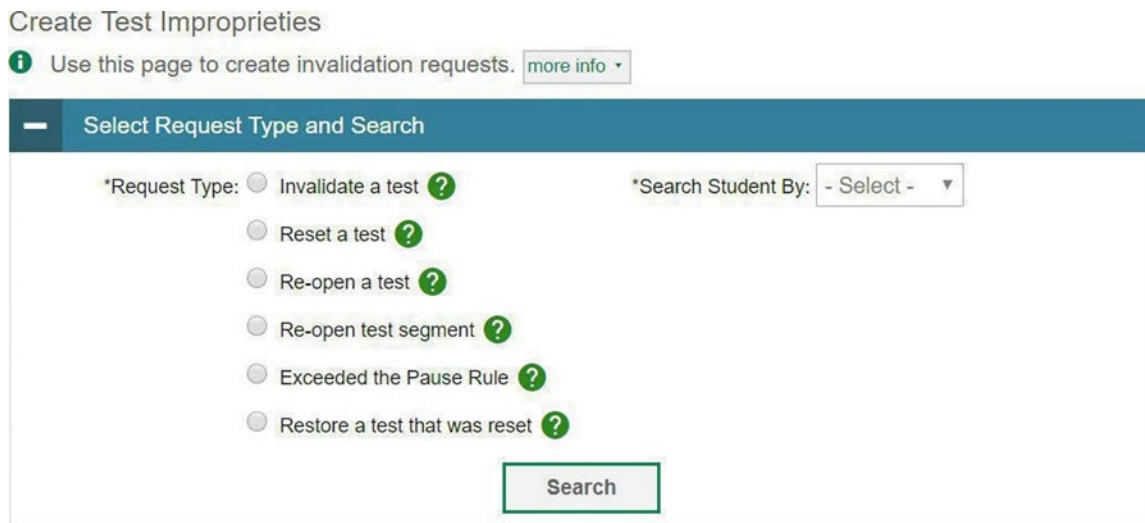 Create Test Improprieties
Use this page to create invalidation requests. more info
Select Request Type and Search
*Request Type: Invalidate a test ? *Search Student By: - Select -
Reset a test ?
Re-open a test ?
Re-open test segment ?
Exceeded the Pause Rule ?
Restore a test that was reset ?
Search